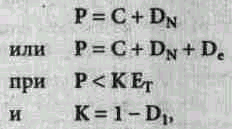 P = C + D_N
или P = C + D_N + D_e
при P < K E_T
и K = 1 – D_1,